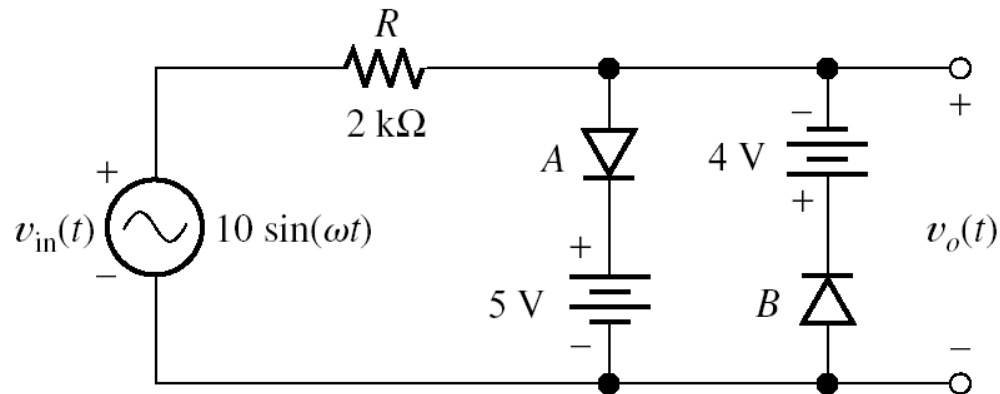 R
2 kΩ
+
−
v_in(t)
10 sin(ωt)
A
+
5 V
−
−
4 V
+
B
+
v_o(t)
−